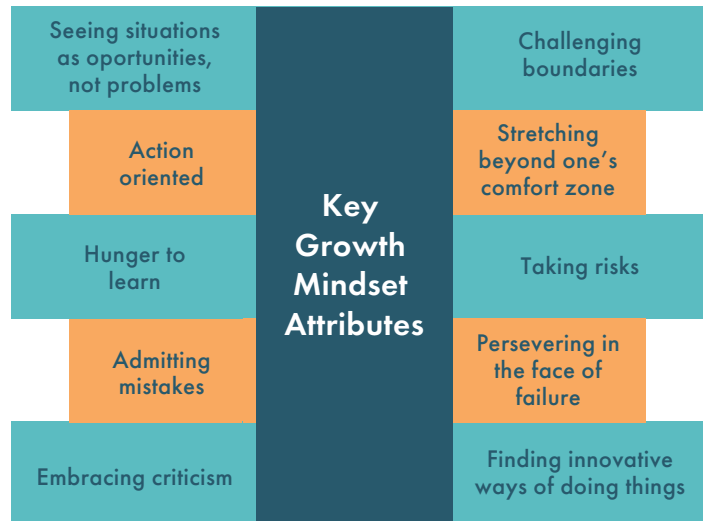 Seeing situations
as oportunities,
not problems
Action
oriented
Hunger to
learn
Admitting
mistakes
Embracing criticism
Key
Growth
Mindset
Attributes
Challenging
boundaries
Stretching
beyond one’s
comfort zone
Taking risks
Persevering in
the face of
failure
Finding innovative
ways of doing things